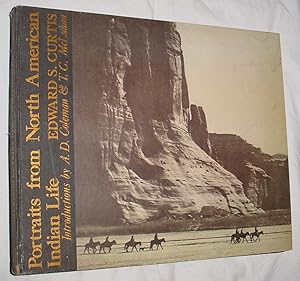 Portraits from North American
Indian Life EDWARD S. CURTIS
Introductions by A. D. Coleman & T. C. McLuhan